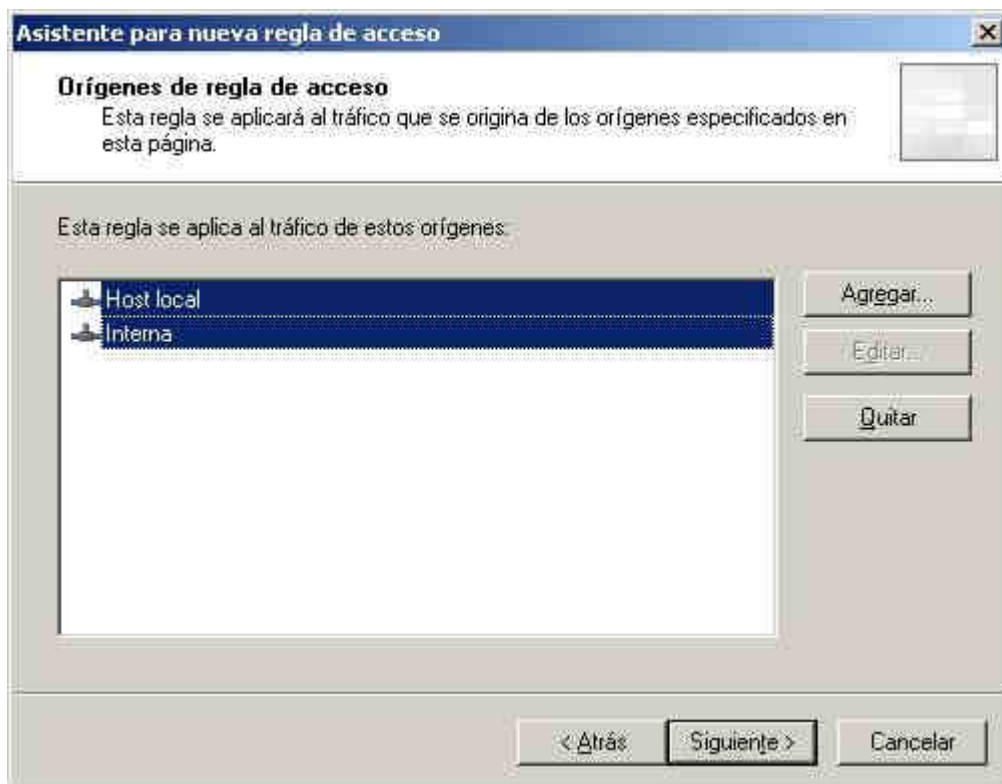 Asistente para nueva regla de acceso
Orígenes de regla de acceso
Esta regla se aplicará al tráfico que se origina de los orígenes especificados en
esta página.
Esta regla se aplica al tráfico de estos orígenes:
Host local
Interna
Agregar...
Editar...
Quitar
< Atrás
Siguiente >
Cancelar